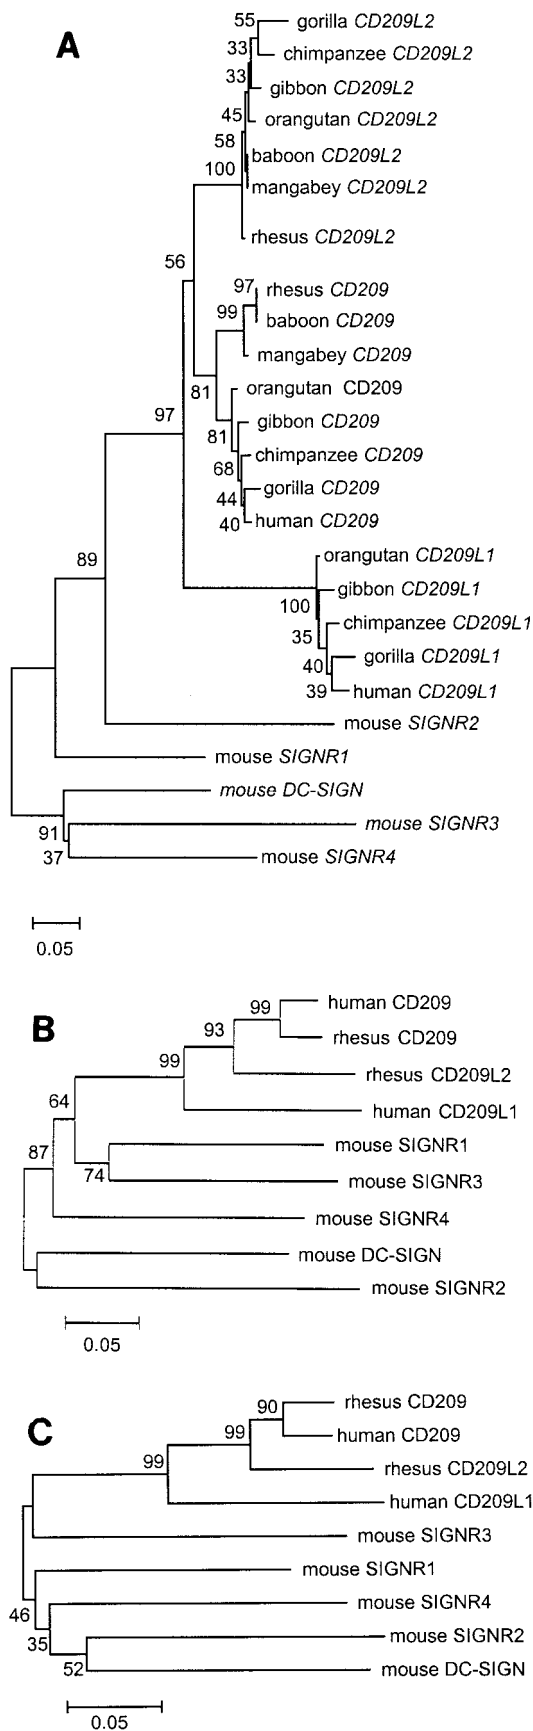 A
55 gorilla CD209L2
33 chimpanzee CD209L2
33 gibbon CD209L2
45 orangutan CD209L2
58 baboon CD209L2
100 mangabey CD209L2
rhesus CD209L2
56
97 rhesus CD209
99 baboon CD209
mangabey CD209
81 orangutan CD209
97 gibbon CD209
81
chimpanzee CD209
68
gorilla CD209
44
40 human CD209
orangutan CD209L1
89 gibbon CD209L1
100
chimpanzee CD209L1
35
gorilla CD209L1
40
39 human CD209L1
mouse SIGNR2
mouse SIGNR1
mouse DC-SIGN
mouse SIGNR3
91
37 mouse SIGNR4
0.05
B
99 human CD209
93 rhesus CD209
99 rhesus CD209L2
64 human CD209L1
mouse SIGNR1
87
74 mouse SIGNR3
mouse SIGNR4
mouse DC-SIGN
mouse SIGNR2
0.05
C
90 rhesus CD209
99 human CD209
99 rhesus CD209L2
human CD209L1
mouse SIGNR3
mouse SIGNR1
46 mouse SIGNR4
35 mouse SIGNR2
52 mouse DC-SIGN
0.05